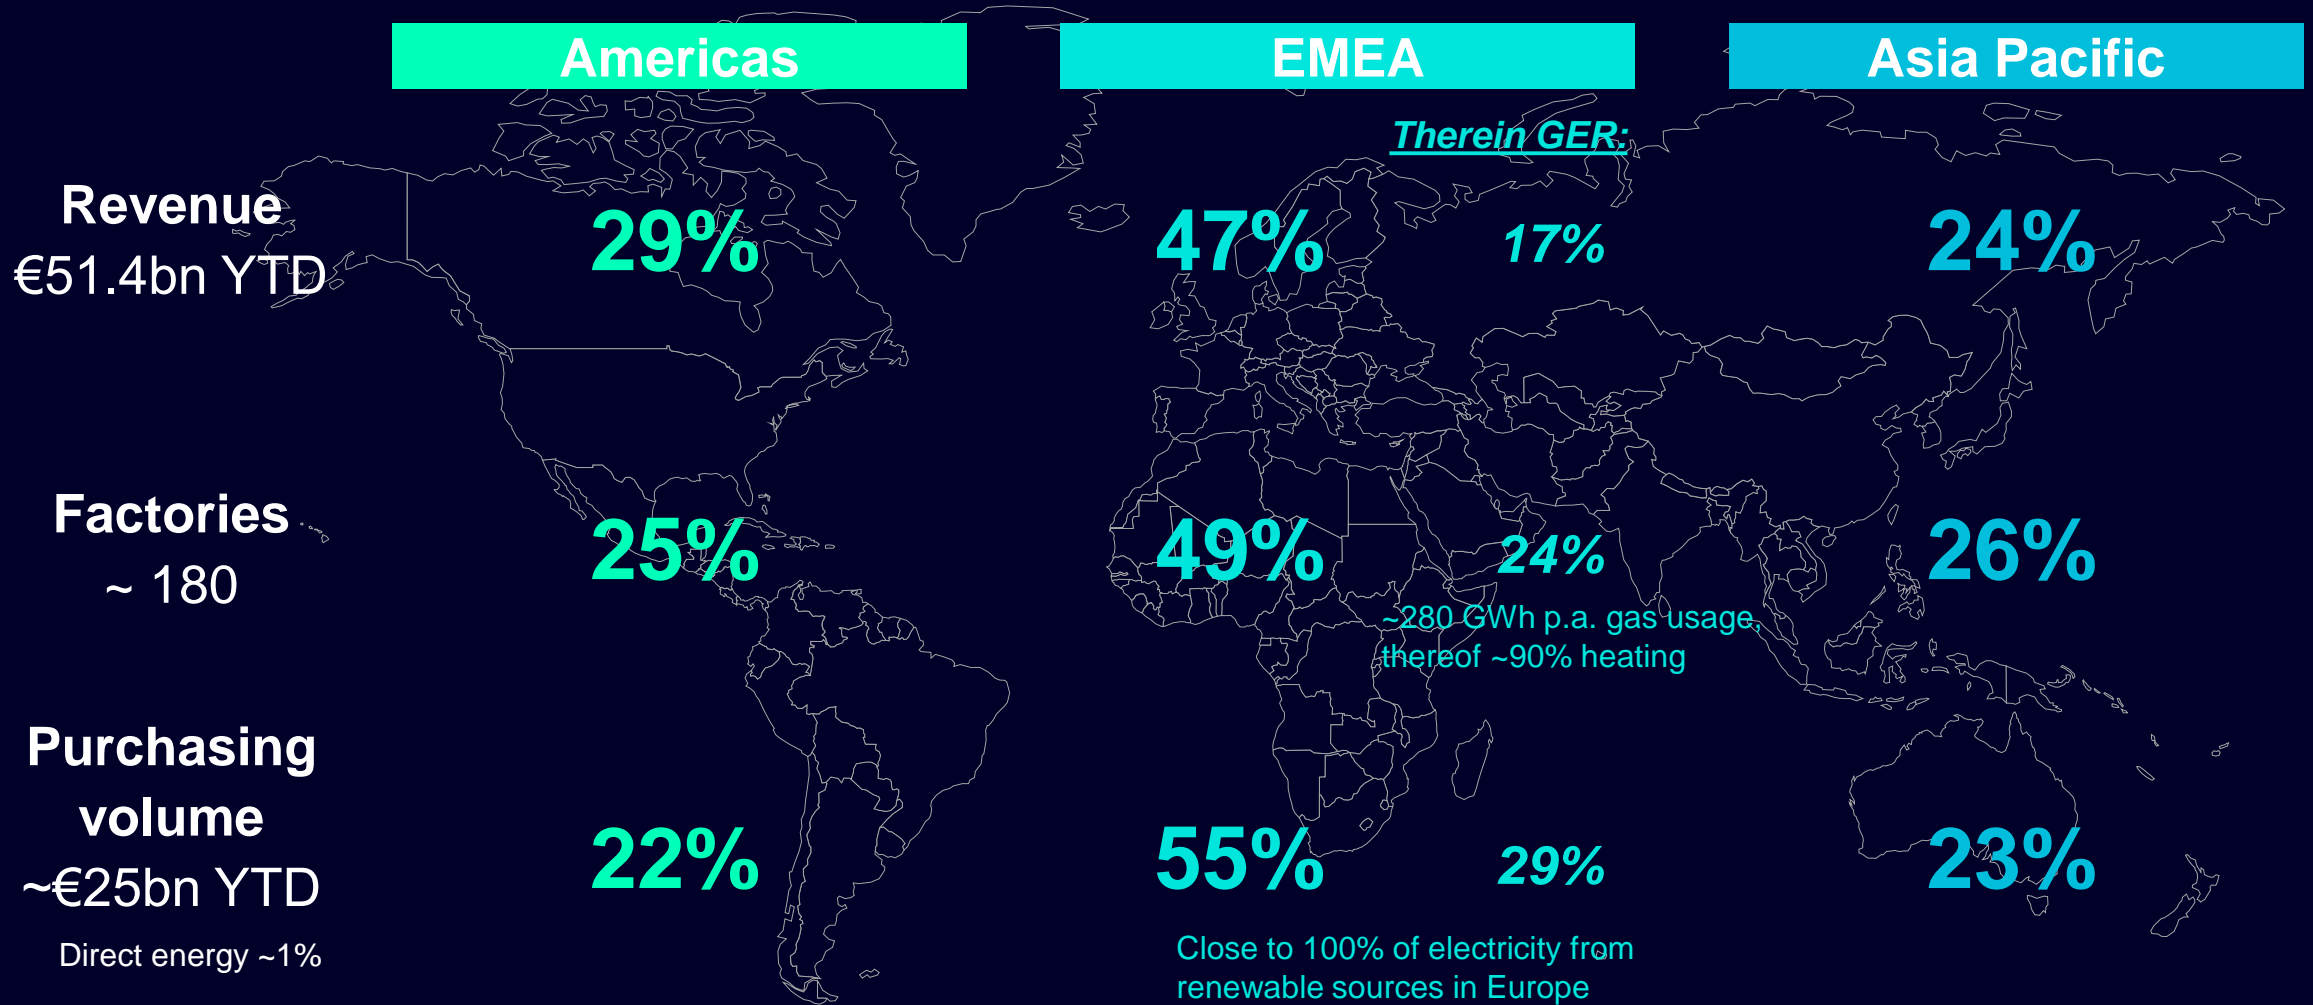 Americas
EMEA
Asia Pacific
Therein GER:
Revenue
€51.4bn YTD
29%
47%
17%
24%
Factories
~ 180
25%
49%
24%
26%
~280 GWh p.a. gas usage,
thereof ~90% heating
Purchasing
volume
~€25bn YTD
Direct energy ~1%
22%
55%
29%
23%
Close to 100% of electricity from
renewable sources in Europe